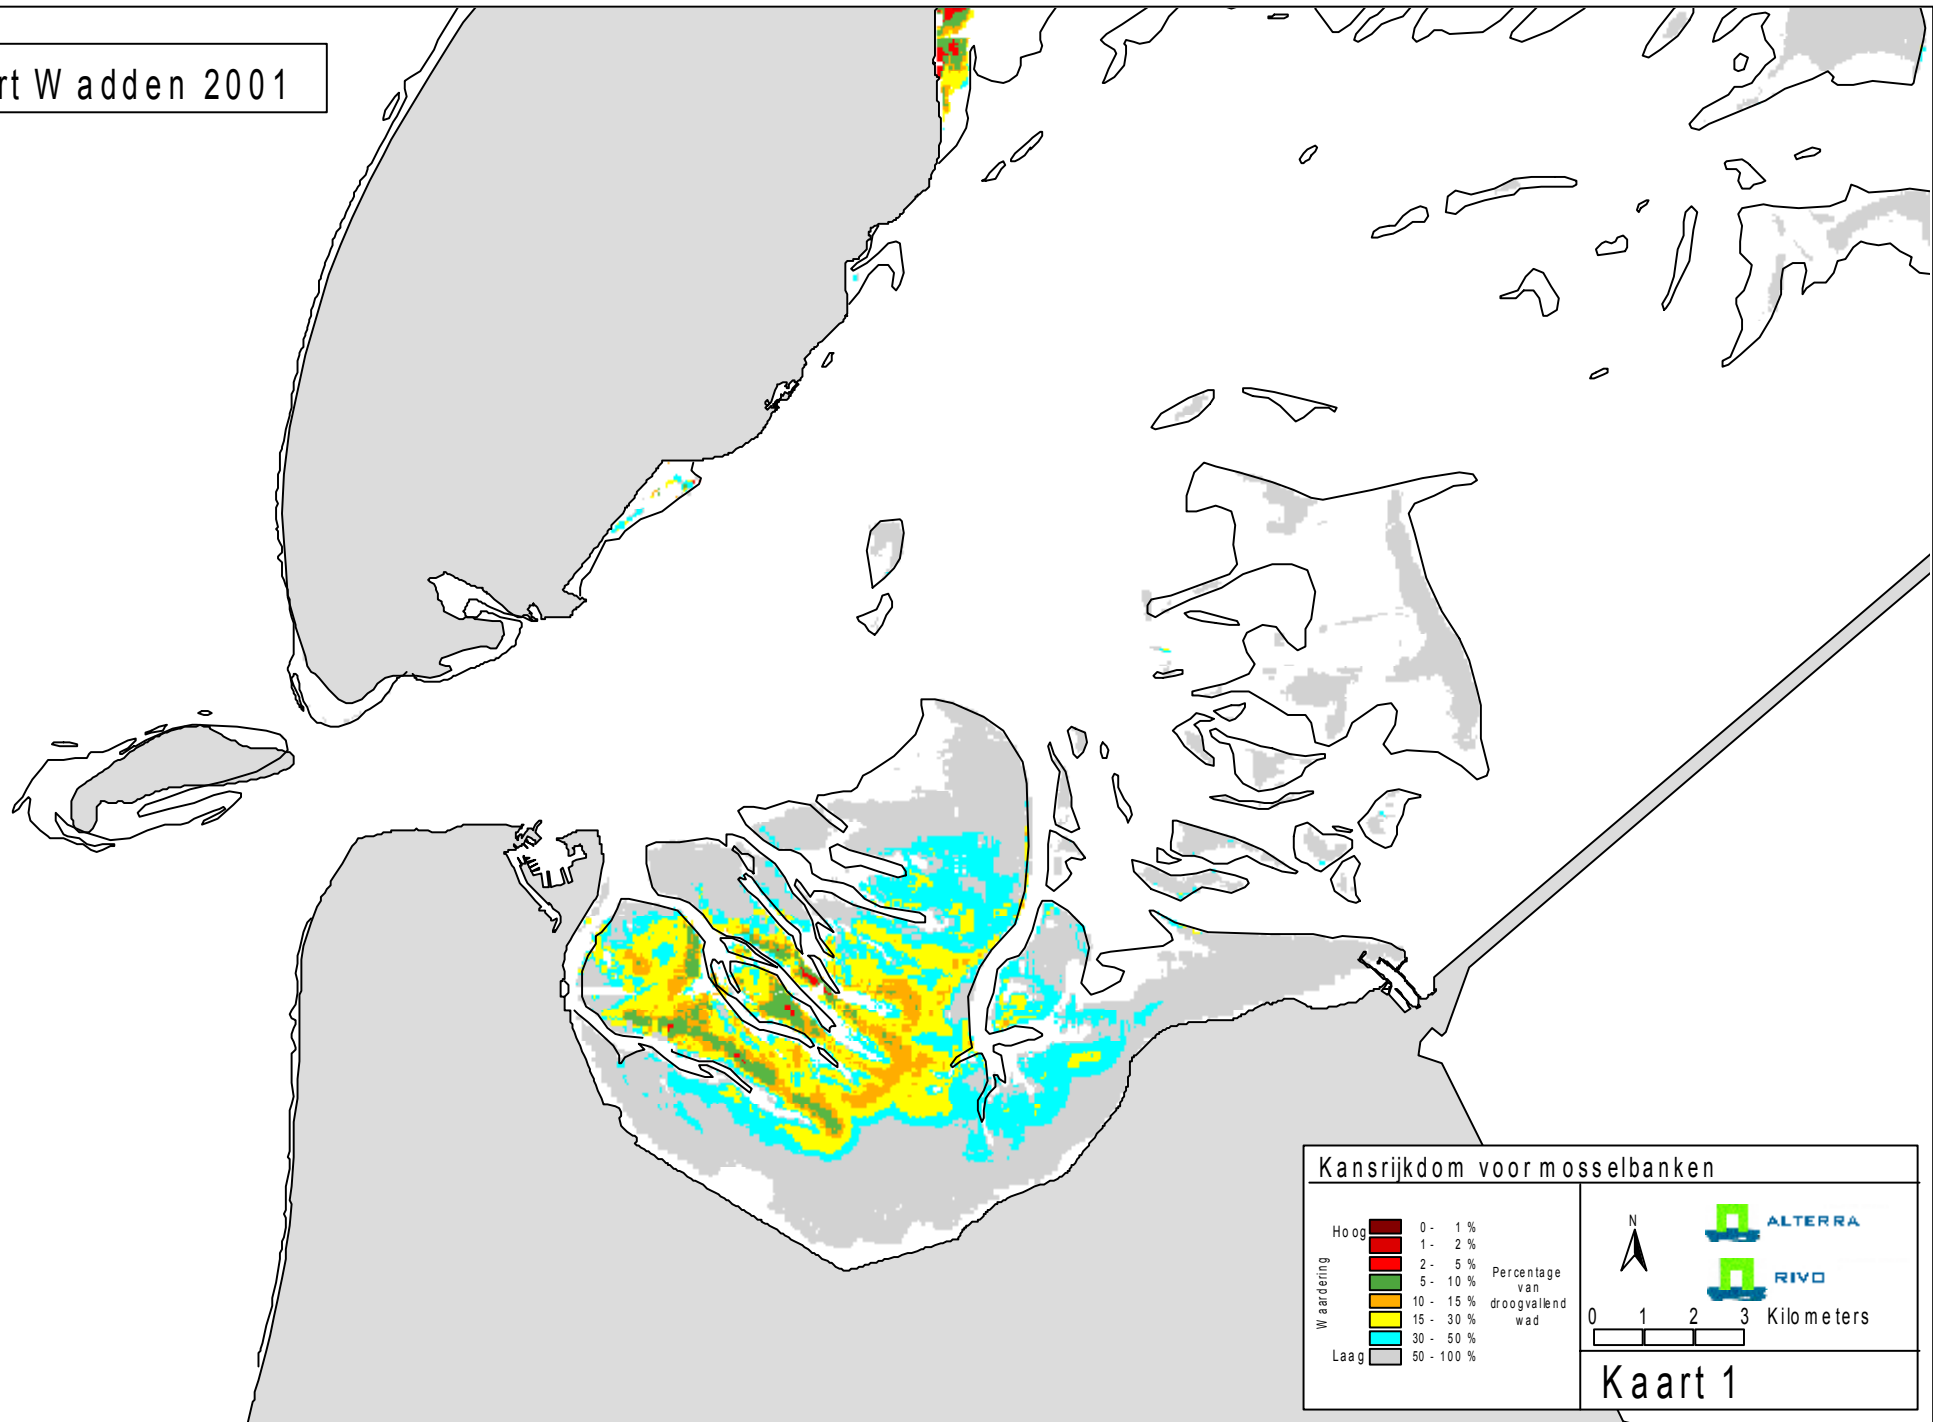 rt Wadden 2001
Kansrijkdom voor mosselbanken
Hoog
Waardering
Laag
0 - 1 %
1 - 2 %
2 - 5 %
5 - 10 %
10 - 15 %
15 - 30 %
30 - 50 %
50 - 100 %
Percentage
van
droogvallend
wad
N
ALTERRA
RIVO
0 1 2 3 Kilometers
Kaart 1